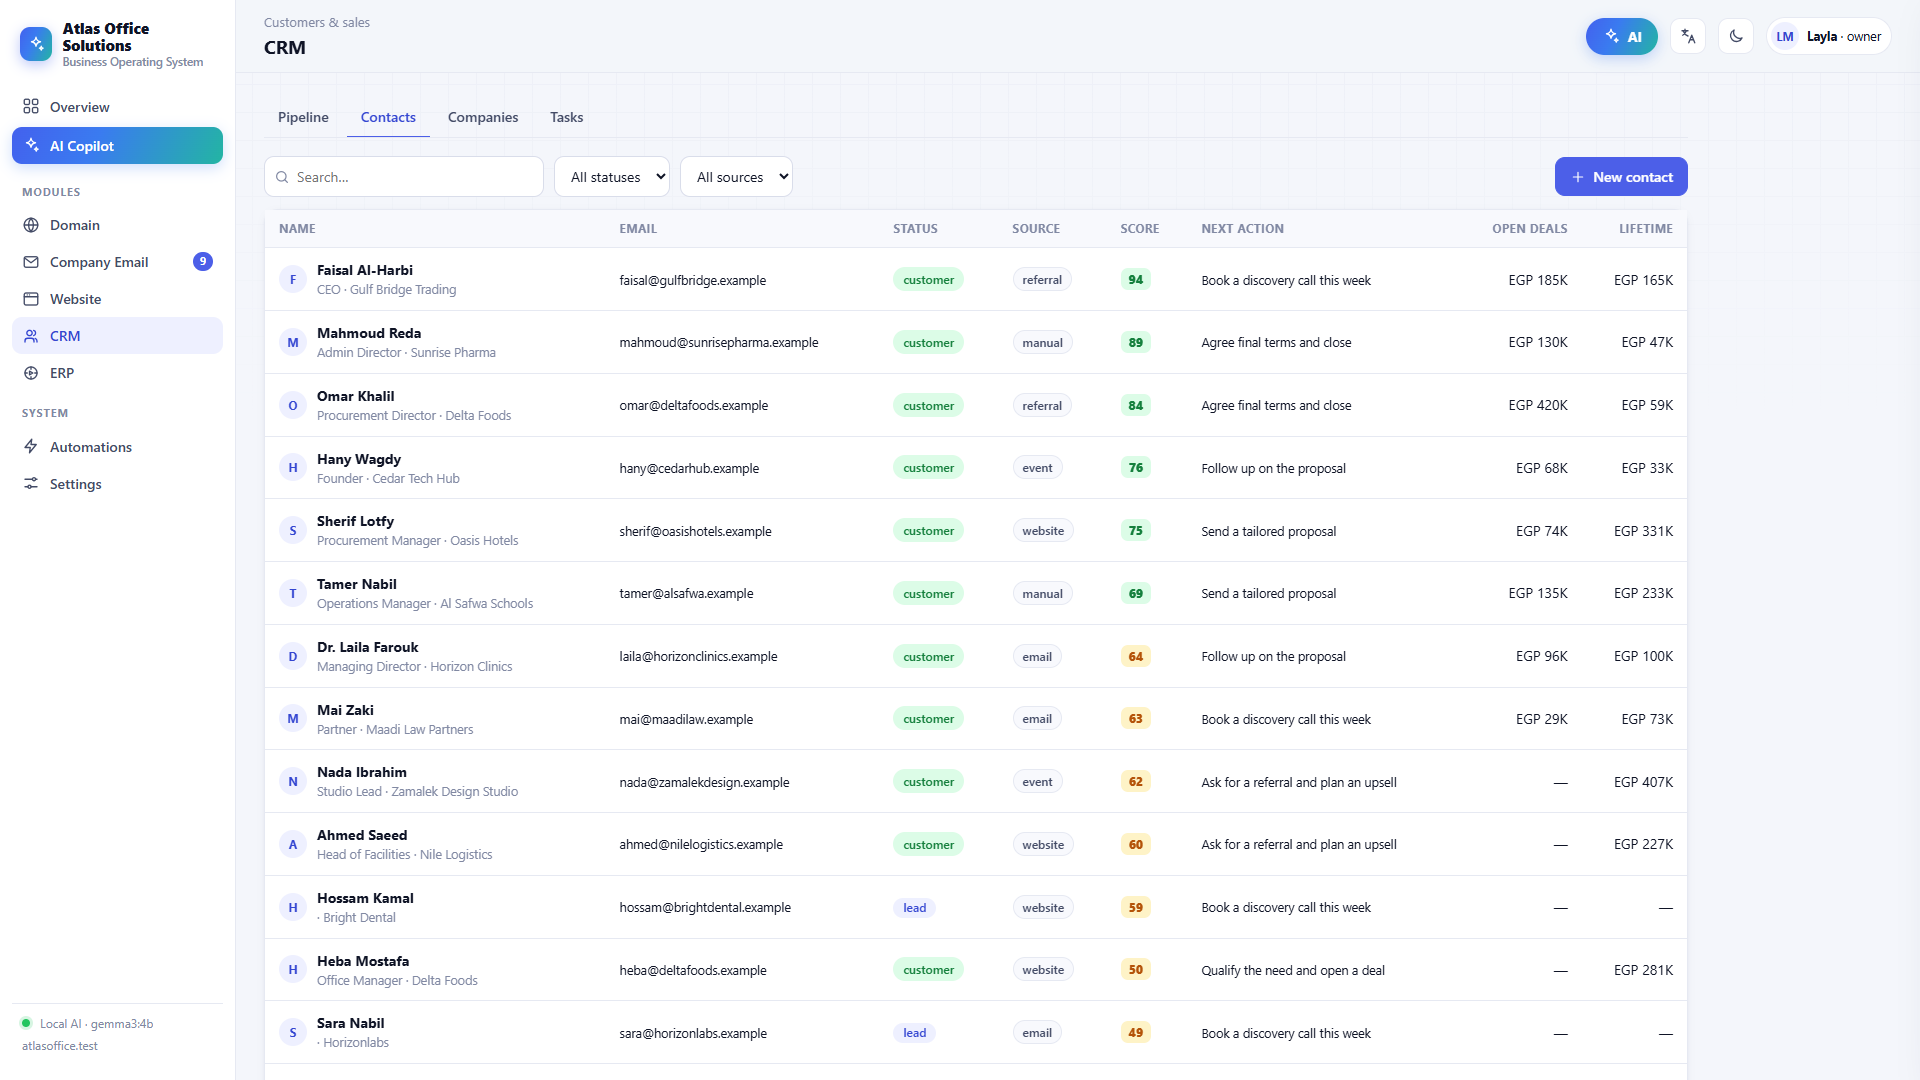 Atlas Office
Solutions
Business Operating System
Overview
AI Copilot
MODULES
Domain
Company Email 9
Website
CRM
ERP
SYSTEM
Automations
Settings
Local AI · gemma3:4b
atlasoffice.test
Customers & sales
CRM
AI
LM Layla · owner
Pipeline Contacts Companies Tasks
Search...
All statuses
All sources
+ New contact
NAME EMAIL STATUS SOURCE SCORE NEXT ACTION OPEN DEALS LIFETIME
F Faisal Al-Harbi
CEO · Gulf Bridge Trading
faisal@gulfbridge.example customer referral 94 Book a discovery call this week EGP 185K EGP 165K
M Mahmoud Reda
Admin Director · Sunrise Pharma
mahmoud@sunrisepharma.example customer manual 89 Agree final terms and close EGP 130K EGP 47K
O Omar Khalil
Procurement Director · Delta Foods
omar@deltafoods.example customer referral 84 Agree final terms and close EGP 420K EGP 59K
H Hany Wagdy
Founder · Cedar Tech Hub
hany@cedarhub.example customer event 76 Follow up on the proposal EGP 68K EGP 33K
S Sherif Lotfy
Procurement Manager · Oasis Hotels
sherif@oasishotels.example customer website 75 Send a tailored proposal EGP 74K EGP 331K
T Tamer Nabil
Operations Manager · Al Safwa Schools
tamer@alsafwa.example customer manual 69 Send a tailored proposal EGP 135K EGP 233K
D Dr. Laila Farouk
Managing Director · Horizon Clinics
laila@horizonclinics.example customer email 64 Follow up on the proposal EGP 96K EGP 100K
M Mai Zaki
Partner · Maadi Law Partners
mai@maadilaw.example customer email 63 Book a discovery call this week EGP 29K EGP 73K
N Nada Ibrahim
Studio Lead · Zamalek Design Studio
nada@zamalekdesign.example customer event 62 Ask for a referral and plan an upsell — EGP 407K
A Ahmed Saeed
Head of Facilities · Nile Logistics
ahmed@nilelogistics.example customer website 60 Ask for a referral and plan an upsell — EGP 227K
H Hossam Kamal
· Bright Dental
hossam@brightdental.example lead website 59 Book a discovery call this week — —
H Heba Mostafa
Office Manager · Delta Foods
heba@deltafoods.example customer website 50 Qualify the need and open a deal — EGP 281K
S Sara Nabil
· Horizonlabs
sara@horizonlabs.example lead email 49 Book a discovery call this week — —